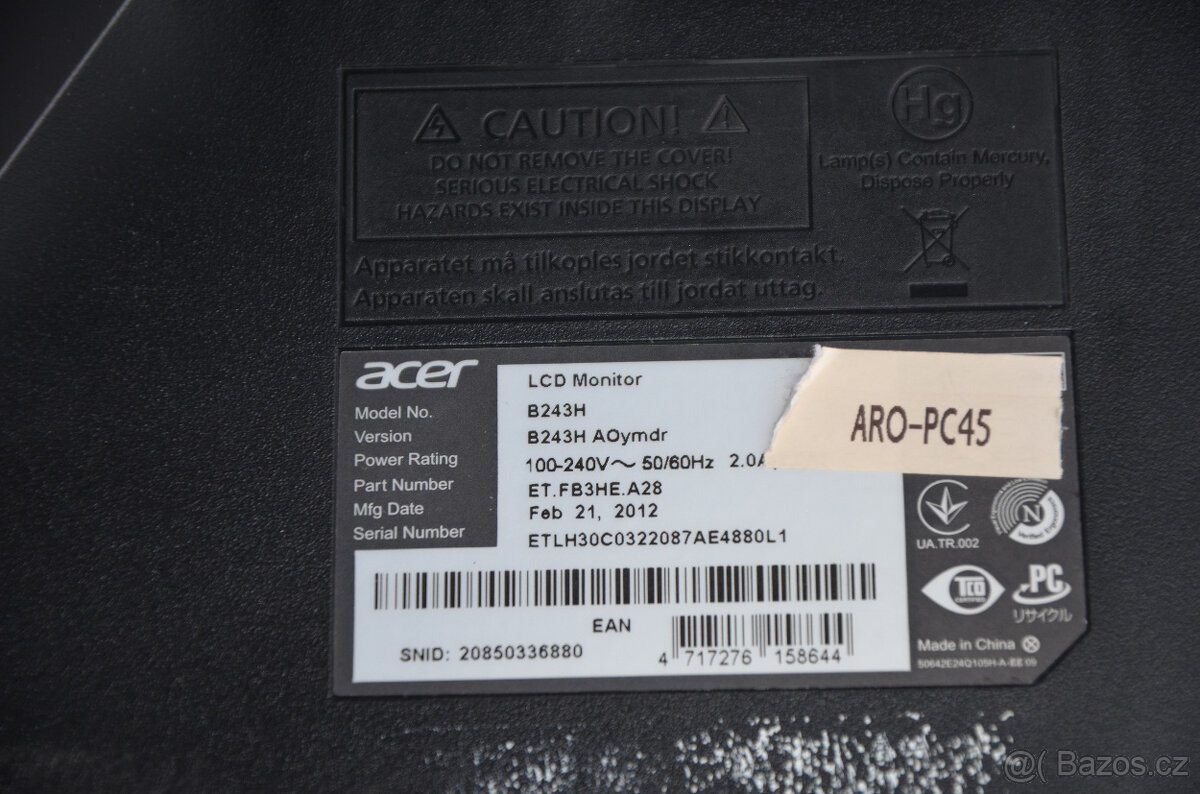 CAUTION!
DO NOT REMOVE THE COVER!
SERIOUS ELECTRICAL SHOCK
HAZARDS EXIST INSIDE THIS DISPLAY
Hg
Lamp(s) Contain Mercury,
Dispose Properly
Apparatet må tilkoples jordet stikkontakt.
Apparaten skall anslutas till jordat uttag.
acer
LCD Monitor
Model No. B243H
Version B243H AOymdr
Power Rating 100-240V～ 50/60Hz 2.0A
Part Number ET.FB3HE.A28
Mfg Date Feb 21, 2012
Serial Number ETLH30C0322087AE4880L1
ARO-PC45
UA.TR.002
N
TCO
CERTIFIED
PC
リサイクル
EAN
SNID: 20850336880
4 717276 158644
Made in China
50642E24Q105H-A-EE 09
@( Bazos.cz